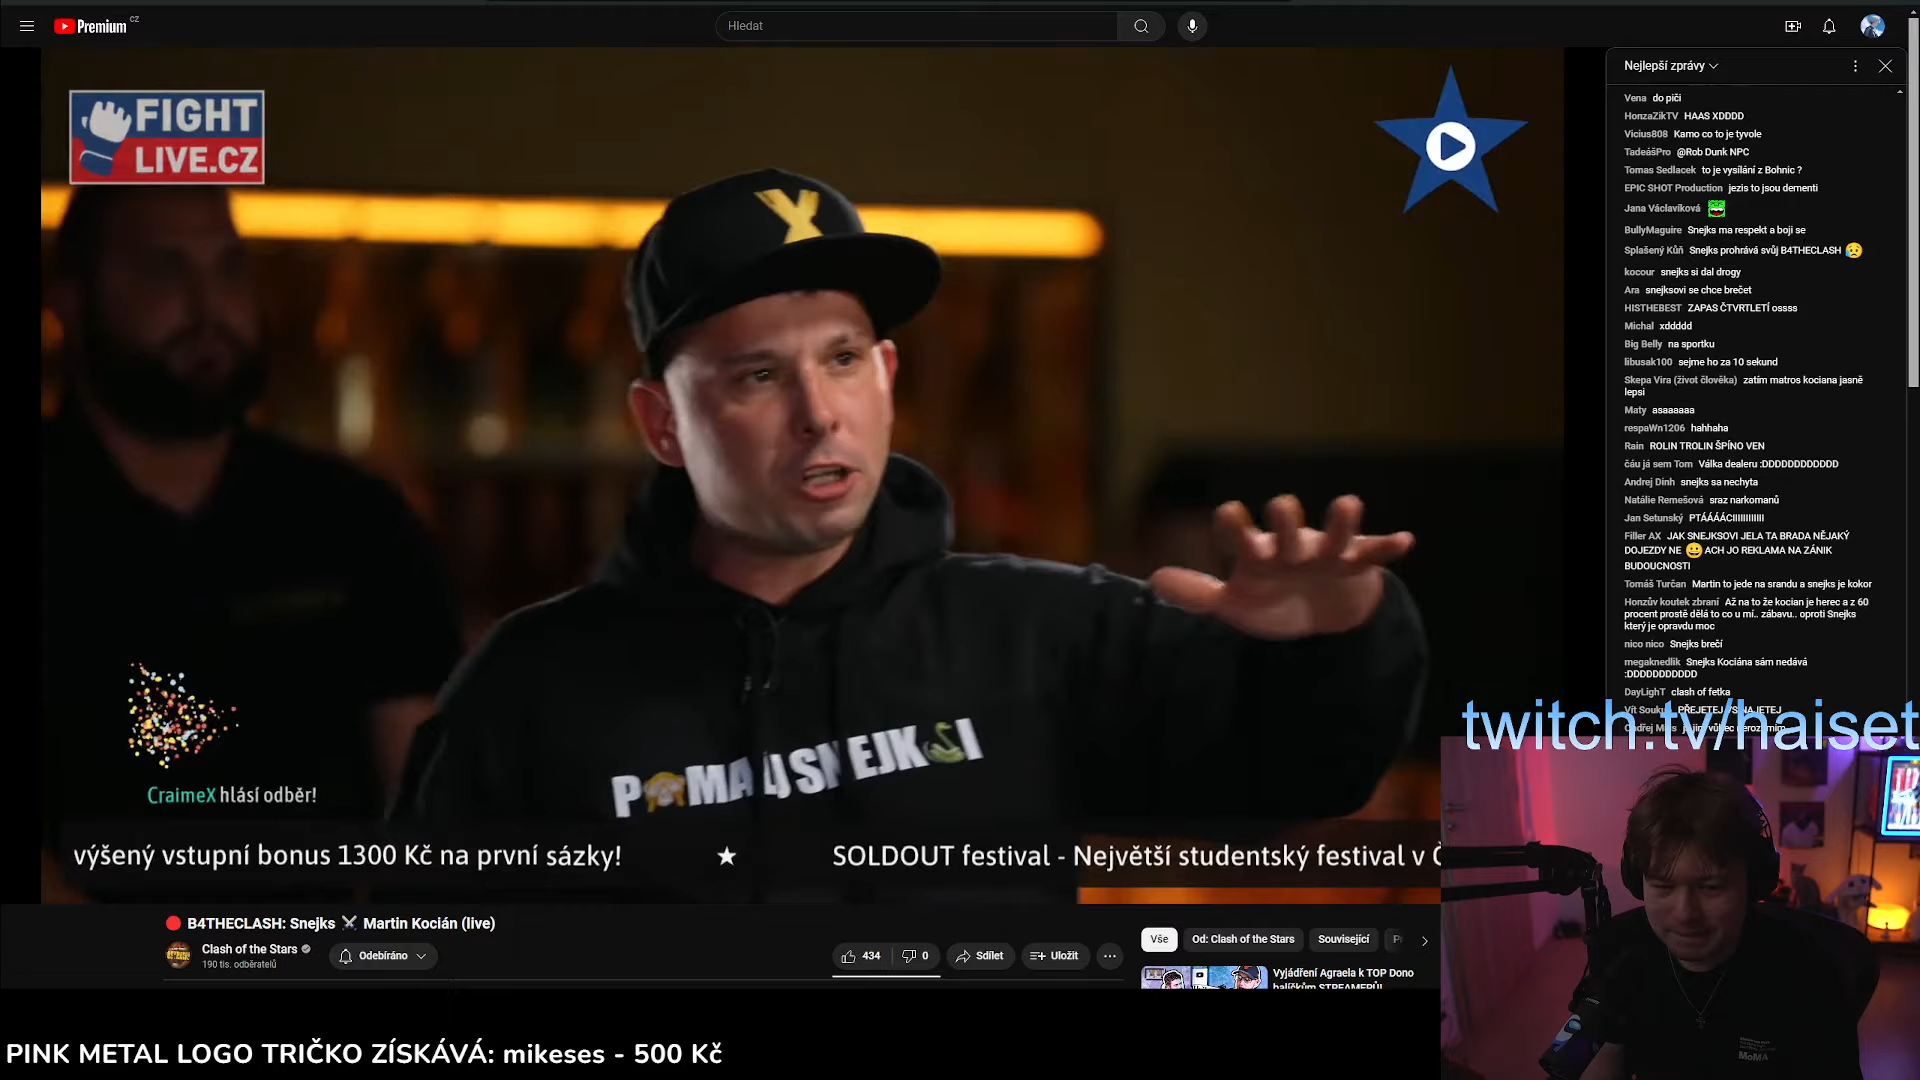 Premium CZ
Hledat
FIGHT
LIVE.CZ
X
CraimeX hlásí odběr!
výšený vstupní bonus 1300 Kč na první sázky!
SOLDOUT festival - Největší studentský festival v
B4THECLASH: Snejks ⚔ Martin Kocián (live)
Clash of the Stars
190 tis. odběratelů
Odebíráno
434
0
Sdílet
Uložit
Vše
Od: Clash of the Stars
Související
Vyjádření Agraela k TOP Dono
balíčkům STREAMERŮ!
Nejlepší zprávy
Vena do piči
HonzaZikTV HAAS XDDDD
Vicius808 Kamo co to je tyvole
TadeášPro @Rob Dunk NPC
Tomas Sedlacek to je vysílání z Bohnic ?
EPIC SHOT Production jezis to jsou dementi
Jana Václavíková
BullyMaguire Snejks ma respekt a boji se
Splašený Kůň Snejks prohrává svůj B4THECLASH 😥
kocour snejks si dal drogy
Ara snejksovi se chce brečet
HISTHEBEST ZAPAS ČTVRTLETÍ ossss
Michal xddddd
Big Belly na sportku
libusak100 sejme ho za 10 sekund
Skepa Vira (život člověka) zatím matros kociana jasně
lepsi
Maty asaaaaaa
respaWn1206 hahhaha
Rain ROLIN TROLIN ŠPÍNO VEN
čáu já sem Tom Válka dealeru :DDDDDDDDDDDD
Andrej Dinh snejks sa nechyta
Natálie Remešová sraz narkomanů
Jan Setunský PTÁÁÁÁCIIIIIIIIIIII
Filler AX JAK SNEJKSOVI JELA TA BRADA NĚJAKÝ
DOJEZDY NE 😀 ACH JO REKLAMA NA ZÁNIK
BUDOUCNOSTI
Tomáš Turčan Martin to jede na srandu a snejks je kokor
Honzův koutek zbraní Až na to že kocian je herec a z 60
procent prostě dělá to co u mí.. zábavu.. oproti Snejks
který je opravdu moc
nico nico Snejks brečí
megaknedlik Snejks Kociána sám nedává
:DDDDDDDDDDD
DayLighT clash of fetka
Vít Souku
twitch.tv/haiset
MoMA
PINK METAL LOGO TRIČKO ZÍSKÁVÁ: mikeses - 500 Kč